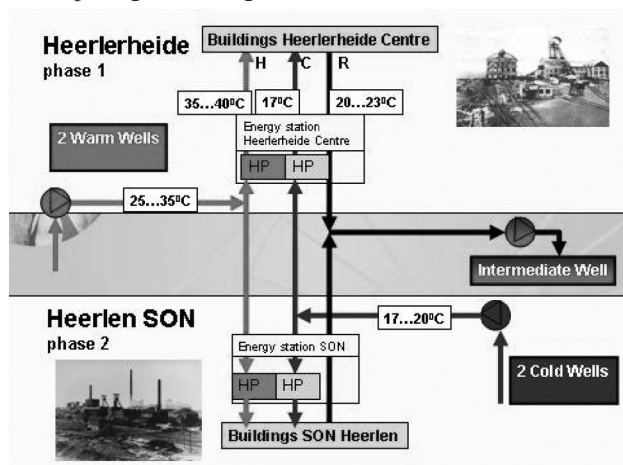 Heerlerheide
phase 1
Buildings Heerlerheide Centre
H C R
35...40ºC
17ºC
20...23ºC
Energy station
Heerlerheide Centre
2 Warm Wells
HP HP
25...35ºC
Intermediate Well
Heerlen SON
phase 2
17...20ºC
Energy station SON
2 Cold Wells
HP HP
Buildings SON Heerlen